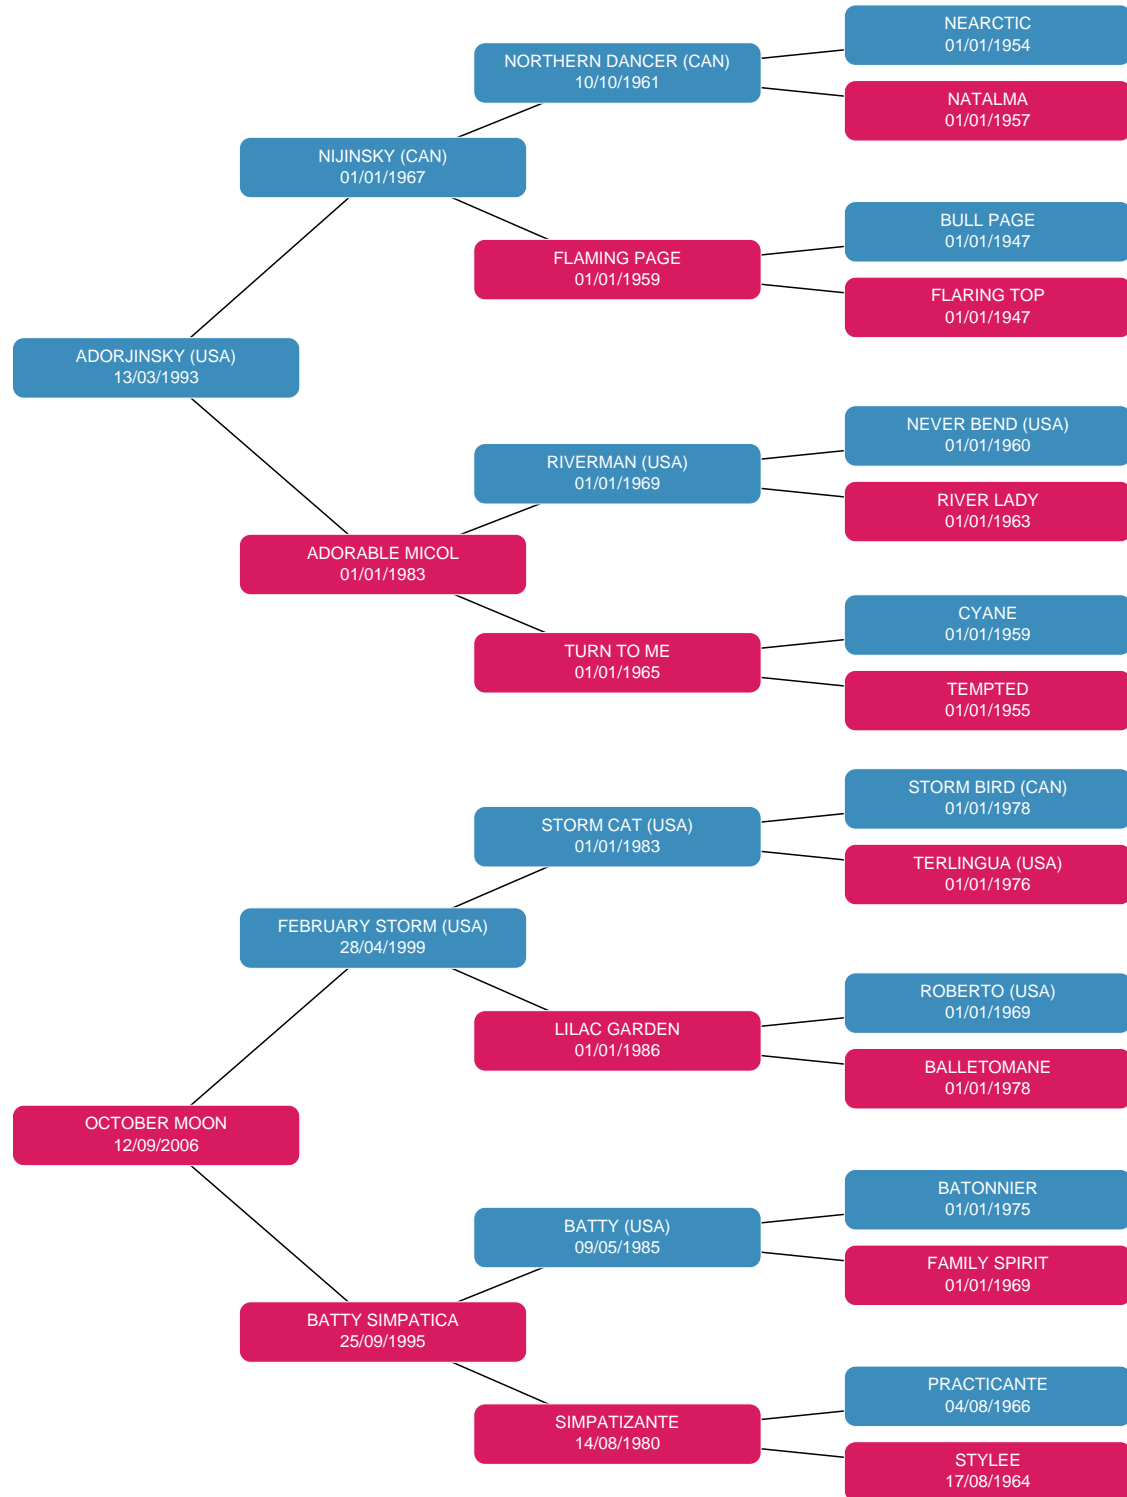 NEARCTIC
01/01/1954
NORTHERN DANCER (CAN)
10/10/1961
NATALMA
01/01/1957
NIJINSKY (CAN)
01/01/1967
BULL PAGE
01/01/1947
FLAMING PAGE
01/01/1959
FLARING TOP
01/01/1947
ADORJINSKY (USA)
13/03/1993
NEVER BEND (USA)
01/01/1960
RIVERMAN (USA)
01/01/1969
RIVER LADY
01/01/1963
ADORABLE MICOL
01/01/1983
CYANE
01/01/1959
TURN TO ME
01/01/1965
TEMPTED
01/01/1955
STORM BIRD (CAN)
01/01/1978
STORM CAT (USA)
01/01/1983
TERLINGUA (USA)
01/01/1976
FEBRUARY STORM (USA)
28/04/1999
ROBERTO (USA)
01/01/1969
LILAC GARDEN
01/01/1986
BALLETOMANE
01/01/1978
OCTOBER MOON
12/09/2006
BATONNIER
01/01/1975
BATTY (USA)
09/05/1985
FAMILY SPIRIT
01/01/1969
BATTY SIMPATICA
25/09/1995
PRACTICANTE
04/08/1966
SIMPATIZANTE
14/08/1980
STYLEE
17/08/1964